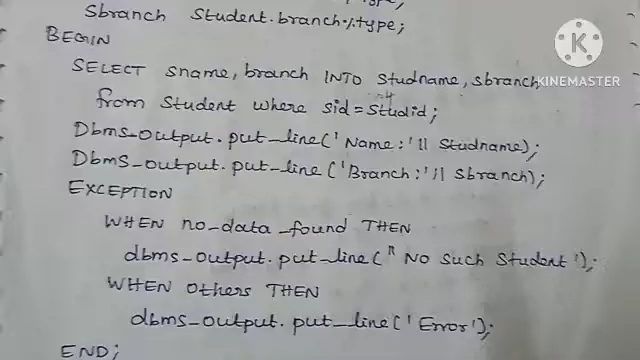 Sbranch Student.branch%type;
BEGIN
SELECT sname, branch INTO studname, sbranch
from Student where sid=studid;
Dbms_output.put_line('Name:'|| Studname);
Dbms_output.put_line('Branch:'|| Sbranch);
EXCEPTION
WHEN no_data_found THEN
dbms_output.put_line("No Such Student');
WHEN Others THEN
dbms_output.put_line('Error');
END;
KINEMASTER